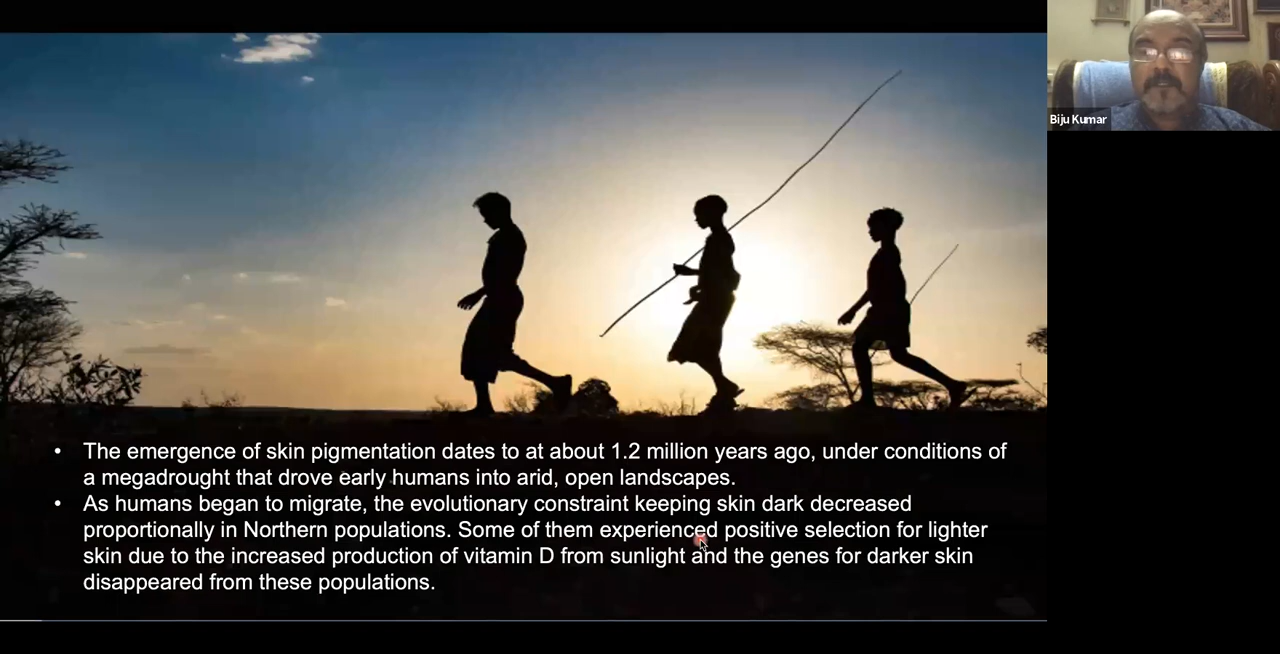 Biju Kumar
• The emergence of skin pigmentation dates to at about 1.2 million years ago, under conditions of
a megadrought that drove early humans into arid, open landscapes.
• As humans began to migrate, the evolutionary constraint keeping skin dark decreased
proportionally in Northern populations. Some of them experienced positive selection for lighter
skin due to the increased production of vitamin D from sunlight and the genes for darker skin
disappeared from these populations.